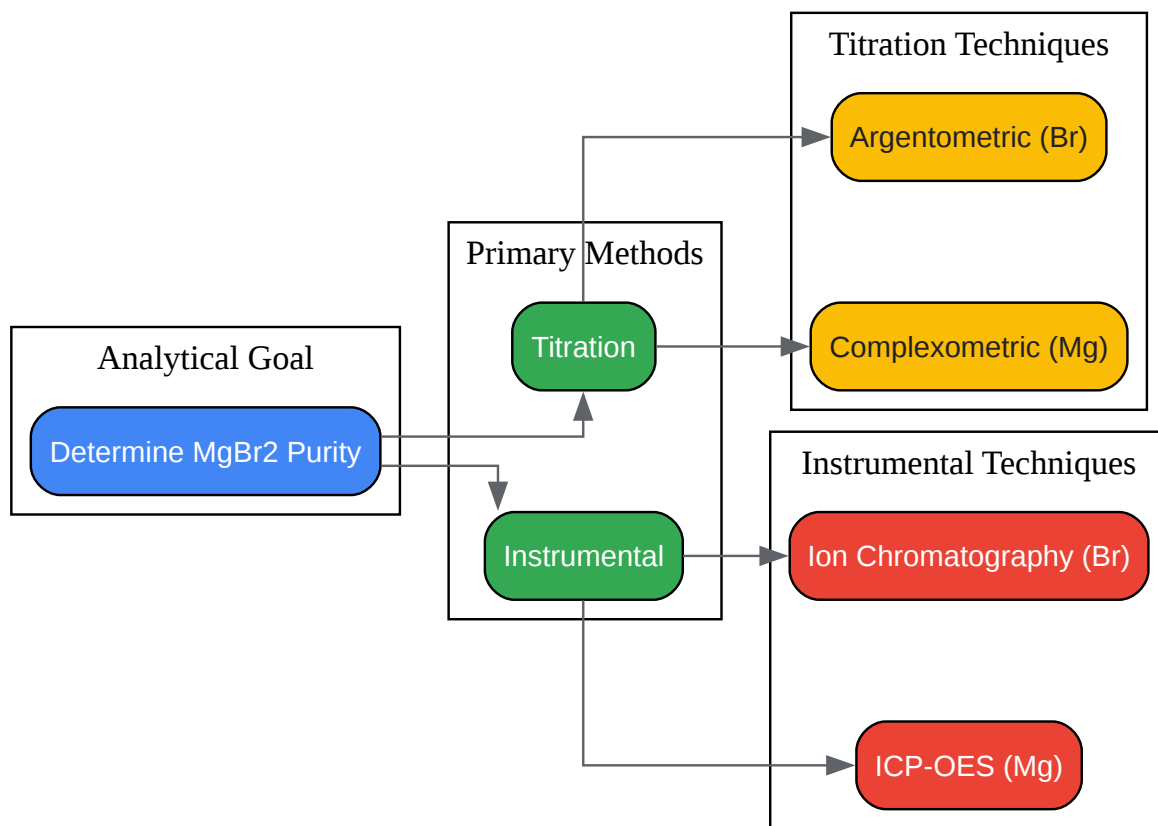 Analytical Goal
Determine MgBr2 Purity
Primary Methods
Titration
Instrumental
Titration Techniques
Argentometric (Br)
Complexometric (Mg)
Instrumental Techniques
Ion Chromatography (Br)
ICP-OES (Mg)